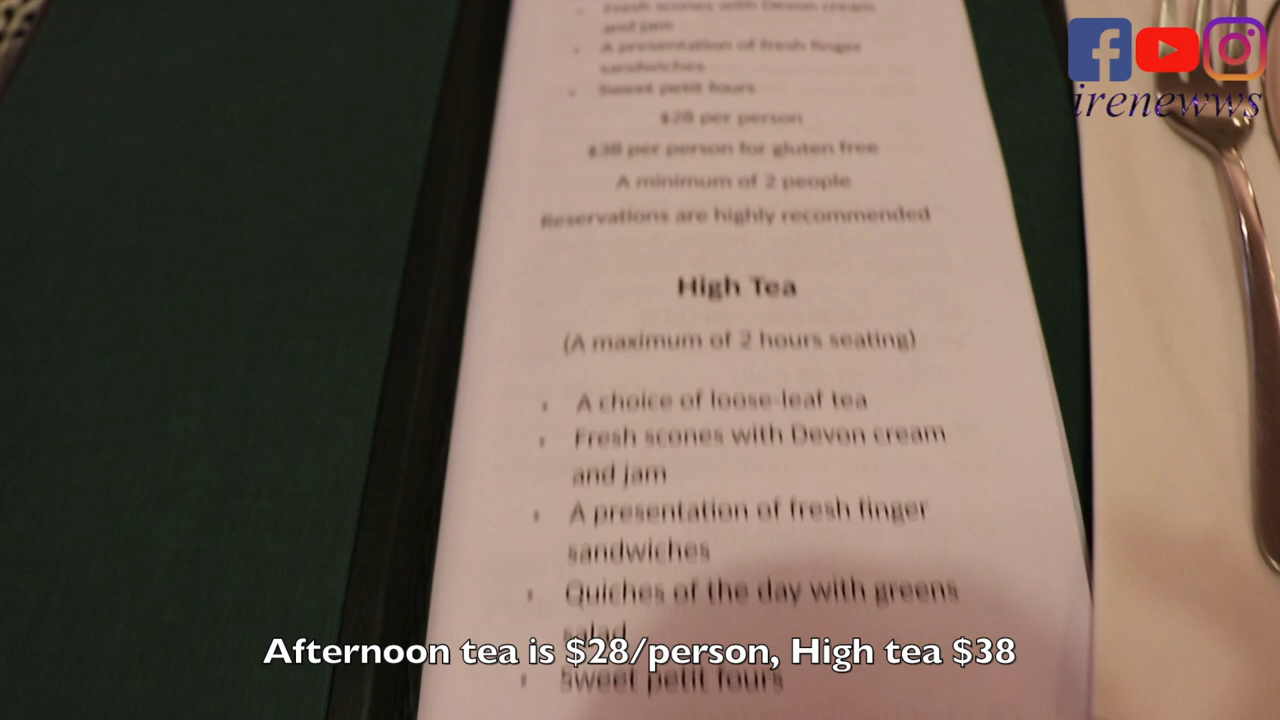 Fresh scones with Devon cream
and jam
A presentation of fresh finger
sandwiches
Sweet petit fours
$28 per person
$38 per person for gluten free
A minimum of 2 people
Reservations are highly recommended
High Tea
(A maximum of 2 hours seating)
A choice of loose-leaf tea
Fresh scones with Devon cream
and jam
A presentation of fresh finger
sandwiches
Quiches of the day with greens
salad
Sweet petit fours
Afternoon tea is $28/person, High tea $38
irenewws